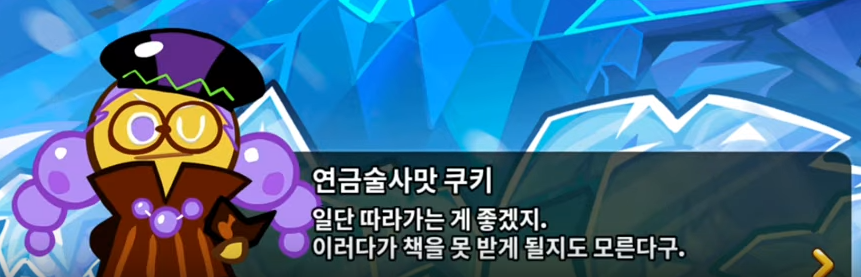 연금술사맛 쿠키
일단 따라가는 게 좋겠지.
이러다가 책을 못 받게 될지도 모른다구.